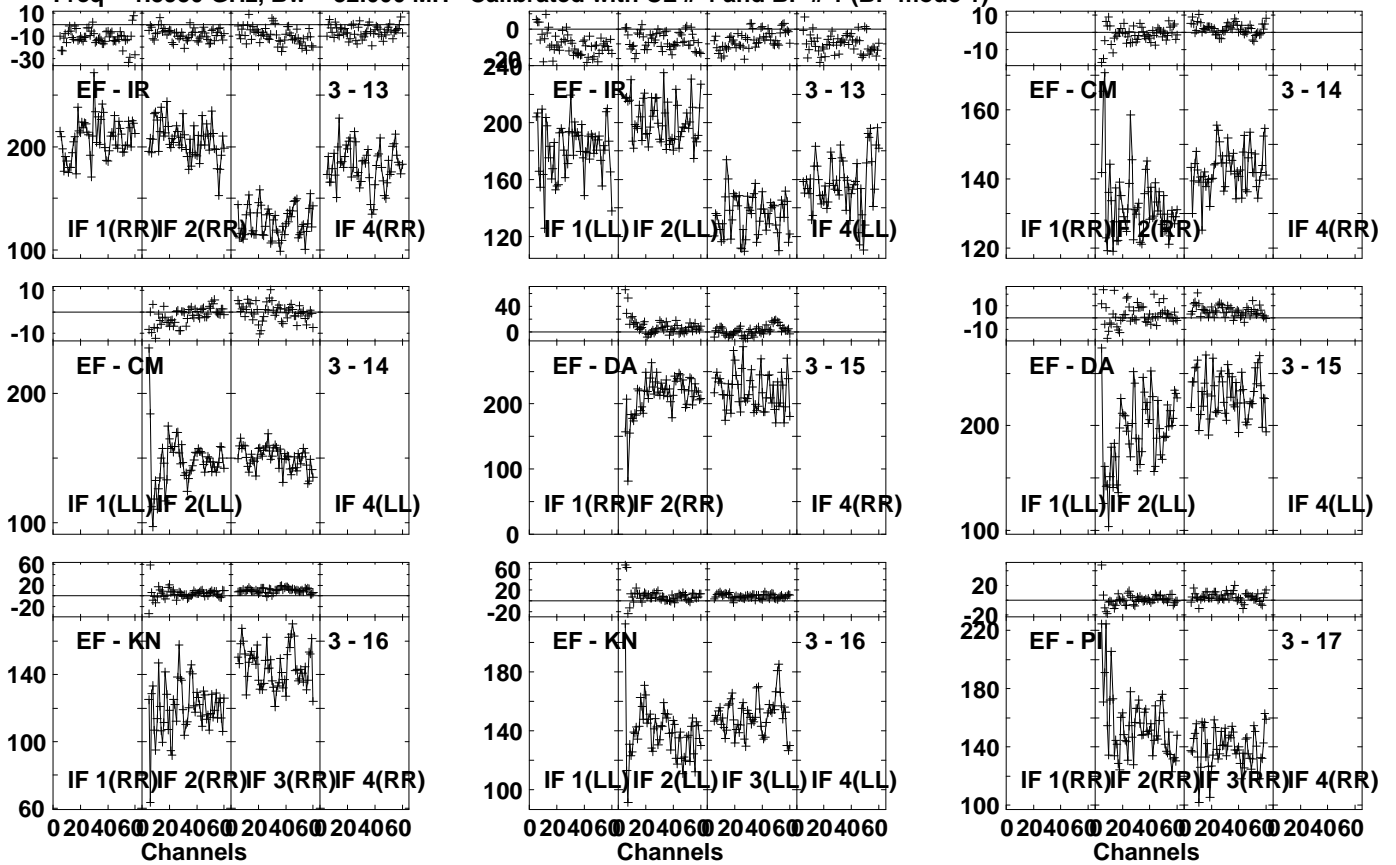 10
-10
-30
0
-20
10
-10
EF - IR 3 - 13
200
100
IF 1(RR) IF 2(RR) IF 4(RR)
240
EF - IR 3 - 13
200
160
120
IF 1(LL) IF 2(LL) IF 4(LL)
EF - CM 3 - 14
160
140
120
IF 1(RR) IF 2(RR) IF 4(RR)
10
-10
40
0
10
-10
EF - CM 3 - 14
200
100
IF 1(LL) IF 2(LL) IF 4(LL)
EF - DA 3 - 15
200
100
0
IF 1(RR) IF 2(RR) IF 4(RR)
EF - DA 3 - 15
200
100
IF 1(LL) IF 2(LL) IF 4(LL)
60
20
-20
60
20
-20
20
-20
EF - KN 3 - 16
140
100
60
IF 1(RR) IF 2(RR) IF 3(RR) IF 4(RR)
EF - KN 3 - 16
180
140
100
IF 1(LL) IF 2(LL) IF 3(LL) IF 4(LL)
EF - PI 3 - 17
220
180
140
100
IF 1(RR) IF 2(RR) IF 3(RR) IF 4(RR)
0 204060 0 204060 0 204060 0 204060
Channels
0 204060 0 204060 0 204060 0 204060
Channels
0 204060 0 204060 0 204060 0 204060
Channels